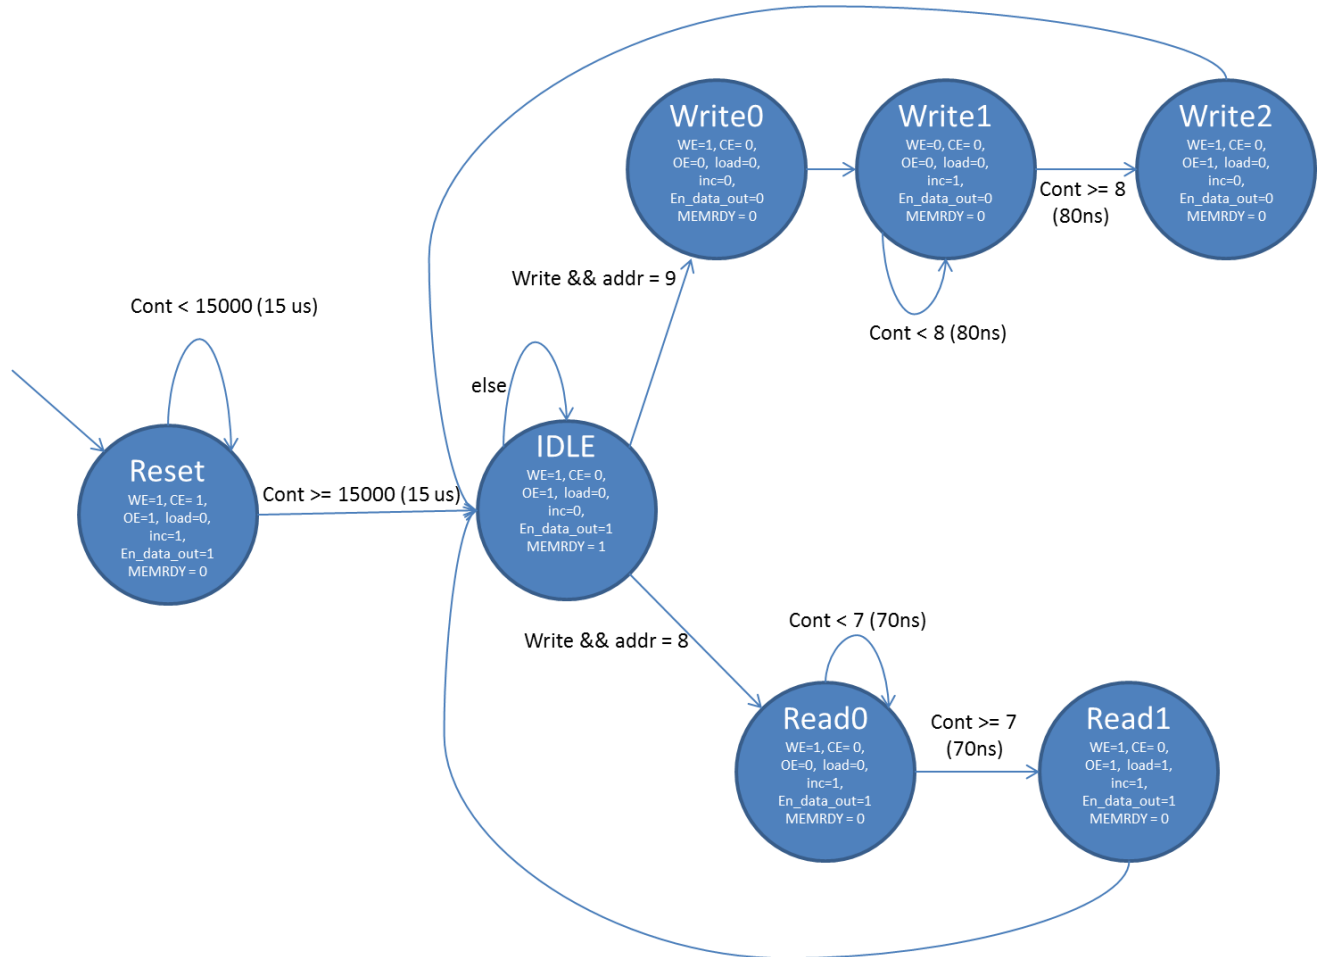 Write0
WE=1, CE= 0,
OE=0,  load=0,
inc=0,
En_data_out=0
MEMRDY = 0
Write1
WE=0, CE= 0,
OE=0,  load=0,
inc=1,
En_data_out=0
MEMRDY = 0
Cont >= 8
(80ns)
Write2
WE=1, CE= 0,
OE=1,  load=0,
inc=0,
En_data_out=0
MEMRDY = 0
Write && addr = 9
Cont < 8 (80ns)
Cont < 15000 (15 us)
else
Reset
WE=1, CE= 1,
OE=1,  load=0,
inc=1,
En_data_out=1
MEMRDY = 0
Cont >= 15000 (15 us)
IDLE
WE=1, CE= 0,
OE=1,  load=0,
inc=0,
En_data_out=1
MEMRDY = 1
Write && addr = 8
Cont < 7 (70ns)
Read0
WE=1, CE= 0,
OE=0,  load=0,
inc=1,
En_data_out=1
MEMRDY = 0
Cont >= 7
(70ns)
Read1
WE=1, CE= 0,
OE=1,  load=1,
inc=1,
En_data_out=1
MEMRDY = 0